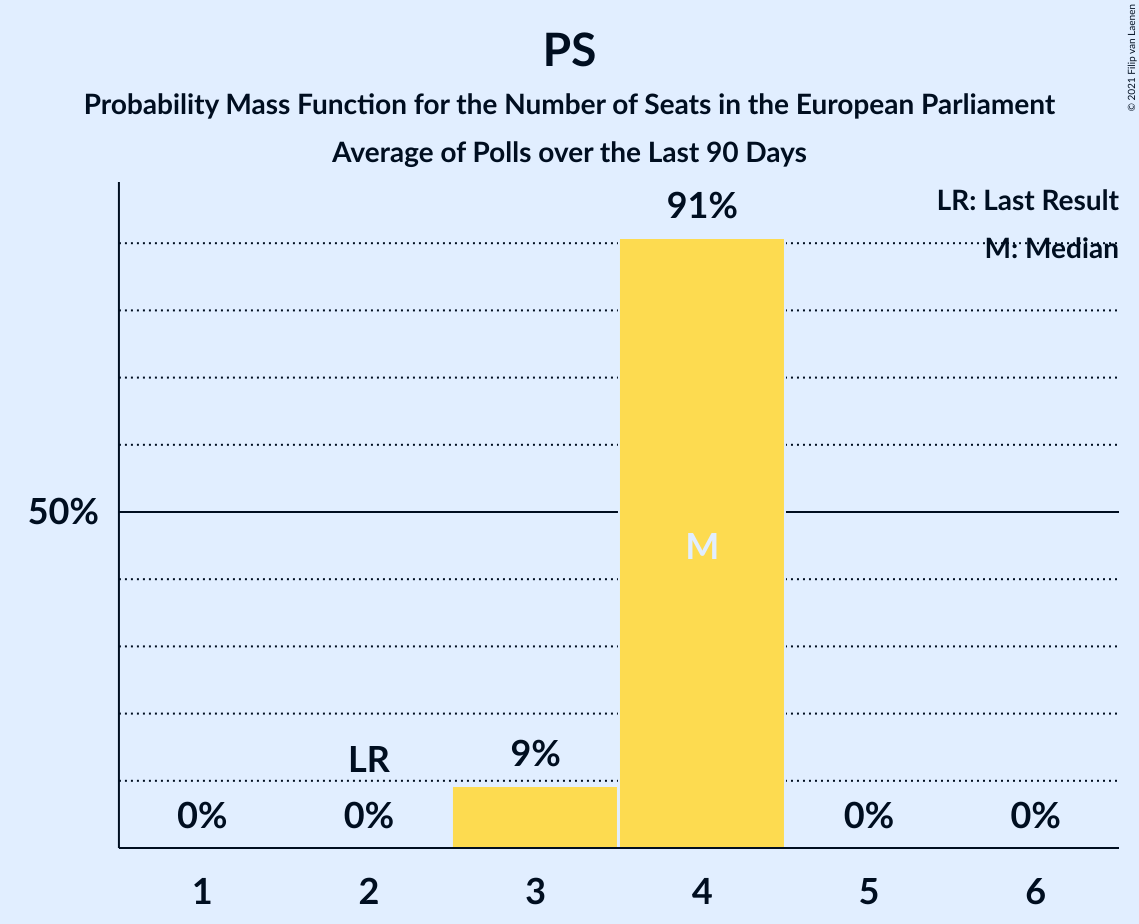 PS
Probability Mass Function for the Number of Seats in the European Parliament
Average of Polls over the Last 90 Days
© 2021 Filip van Laenen
LR: Last Result
M: Median
91%
50%
M
LR
9%
0% 0% 0% 0%
1 2 3 4 5 6